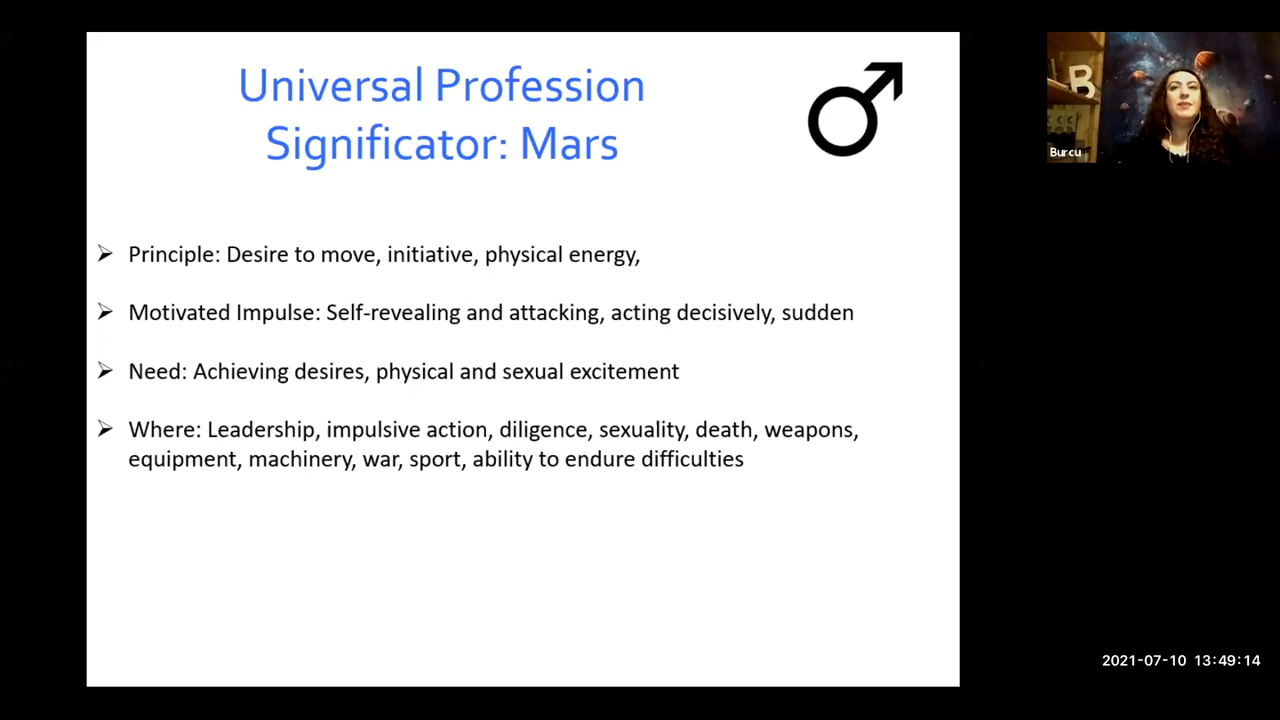 Universal Profession
Significator: Mars
Principle: Desire to move, initiative, physical energy,
Motivated Impulse: Self-revealing and attacking, acting decisively, sudden
Need: Achieving desires, physical and sexual excitement
Where: Leadership, impulsive action, diligence, sexuality, death, weapons,
equipment, machinery, war, sport, ability to endure difficulties
B
Burcu
2021-07-10 13:49:14